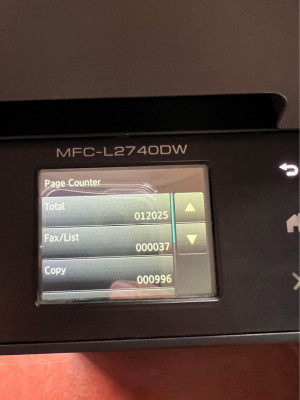 MFC-L2740DW
Page Counter
Total
012025
Fax/List
000037
Copy
000996